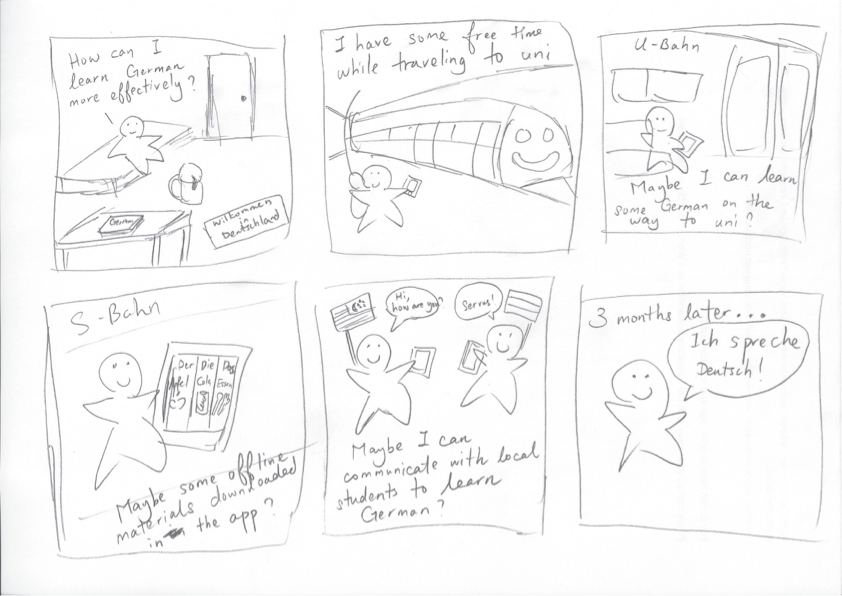 How can I
learn German
more effectively?
German
Wilkommen
in
Deutschland
I have some free time
while traveling to uni
U-Bahn
Maybe I can learn
some German on the
way to uni?
S-Bahn
Der
Apfel
Die
Cola
Das
Essen
Maybe some offline
materials downloaded
in the app?
Hi,
how are you?
Servus!
Maybe I can
communicate with local
students to learn
German?
3 months later...
Ich spreche
Deutsch!